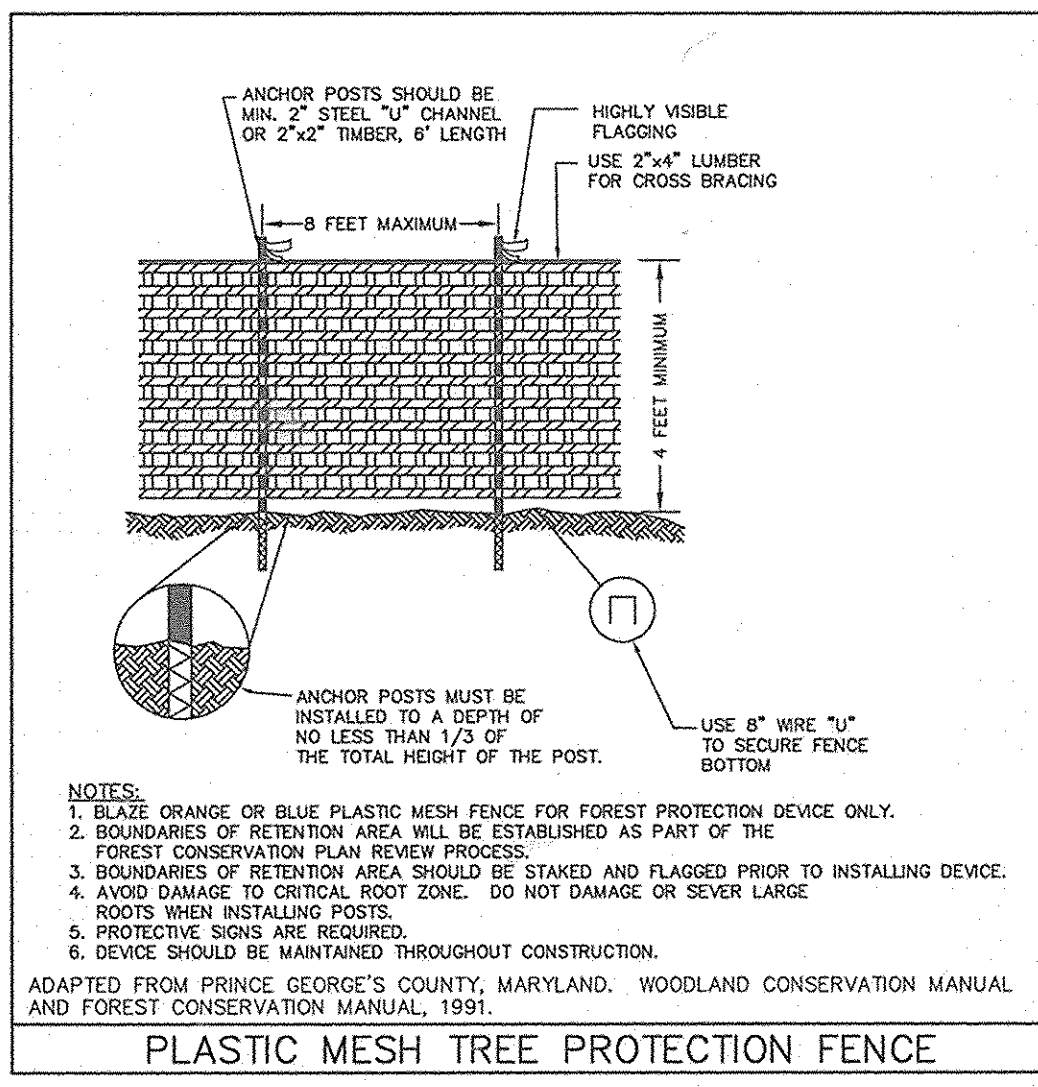 ANCHOR POSTS SHOULD BE
MIN. 2" STEEL "U" CHANNEL
OR 2"x2" TIMBER, 6' LENGTH
HIGHLY VISIBLE
FLAGGING
USE 2"x4" LUMBER
FOR CROSS BRACING
8 FEET MAXIMUM
4 FEET MINIMUM
ANCHOR POSTS MUST BE
INSTALLED TO A DEPTH OF
NO LESS THAN 1/3 OF
THE TOTAL HEIGHT OF THE POST.
USE 8" WIRE "U"
TO SECURE FENCE
BOTTOM
NOTES:
1. BLAZE ORANGE OR BLUE PLASTIC MESH FENCE FOR FOREST PROTECTION DEVICE ONLY.
2. BOUNDARIES OF RETENTION AREA WILL BE ESTABLISHED AS PART OF THE
FOREST CONSERVATION PLAN REVIEW PROCESS.
3. BOUNDARIES OF RETENTION AREA SHOULD BE STAKED AND FLAGGED PRIOR TO INSTALLING DEVICE.
4. AVOID DAMAGE TO CRITICAL ROOT ZONE. DO NOT DAMAGE OR SEVER LARGE
ROOTS WHEN INSTALLING POSTS.
5. PROTECTIVE SIGNS ARE REQUIRED.
6. DEVICE SHOULD BE MAINTAINED THROUGHOUT CONSTRUCTION.
ADAPTED FROM PRINCE GEORGE'S COUNTY, MARYLAND. WOODLAND CONSERVATION MANUAL
AND FOREST CONSERVATION MANUAL, 1991.
PLASTIC MESH TREE PROTECTION FENCE